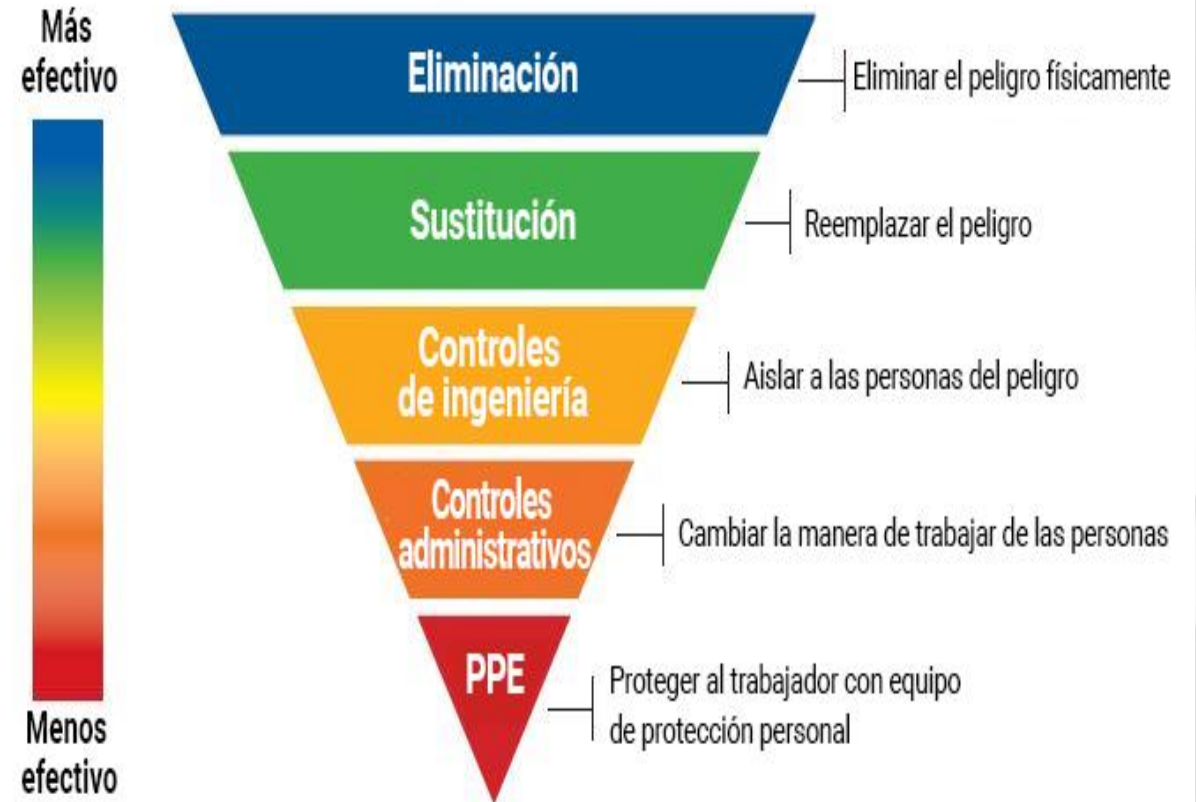 Más
efectivo
Eliminación
Eliminar el peligro físicamente
Sustitución
Reemplazar el peligro
Controles
de ingeniería
Aislar a las personas del peligro
Controles
administrativos
Cambiar la manera de trabajar de las personas
PPE
Proteger al trabajador con equipo
de protección personal
Menos
efectivo